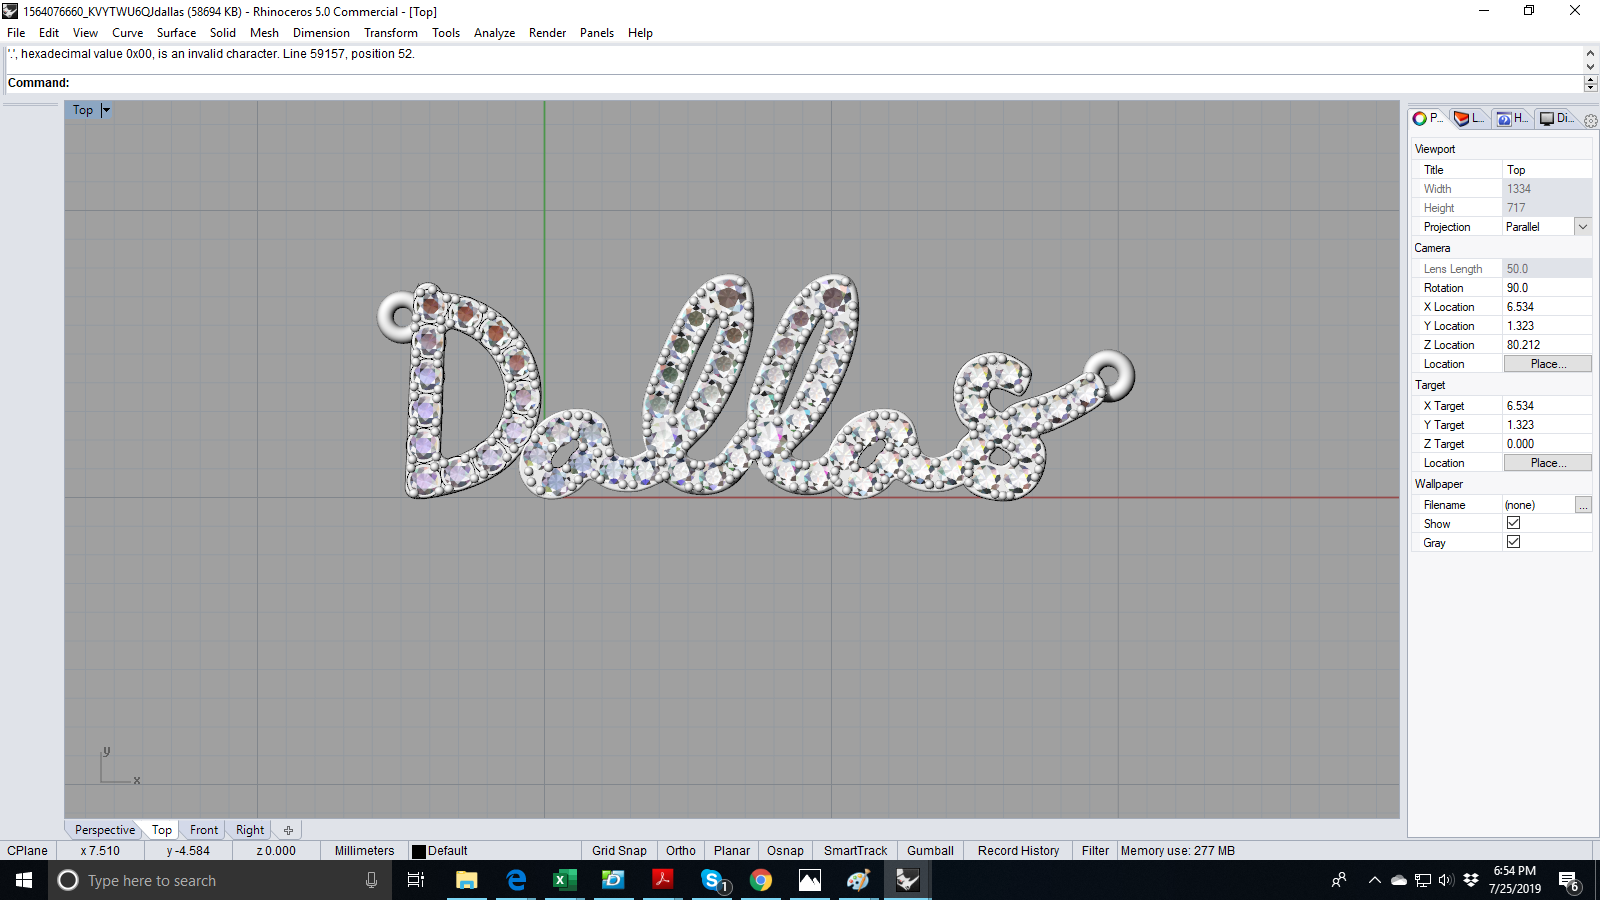 1564076660_KVYTWU6QJdallas (58694 KB) - Rhinoceros 5.0 Commercial - [Top]
File Edit View Curve Surface Solid Mesh Dimension Transform Tools Analyze Render Panels Help
'.', hexadecimal value 0x00, is an invalid character. Line 59157, position 52.
Command:
Top
P... L... H... Di...
Viewport
Title Top
Width 1334
Height 717
Projection Parallel
Camera
Lens Length 50.0
Rotation 90.0
X Location 6.534
Y Location 1.323
Z Location 80.212
Location Place...
Target
X Target 6.534
Y Target 1.323
Z Target 0.000
Location Place...
Wallpaper
Filename (none) ...
Show
Gray
Dallas
y
x
Perspective Top Front Right
CPlane x 7.510 y -4.584 z 0.000 Millimeters Default Grid Snap Ortho Planar Osnap SmartTrack Gumball Record History Filter Memory use: 277 MB
Type here to search
1
6:54 PM
7/25/2019
6